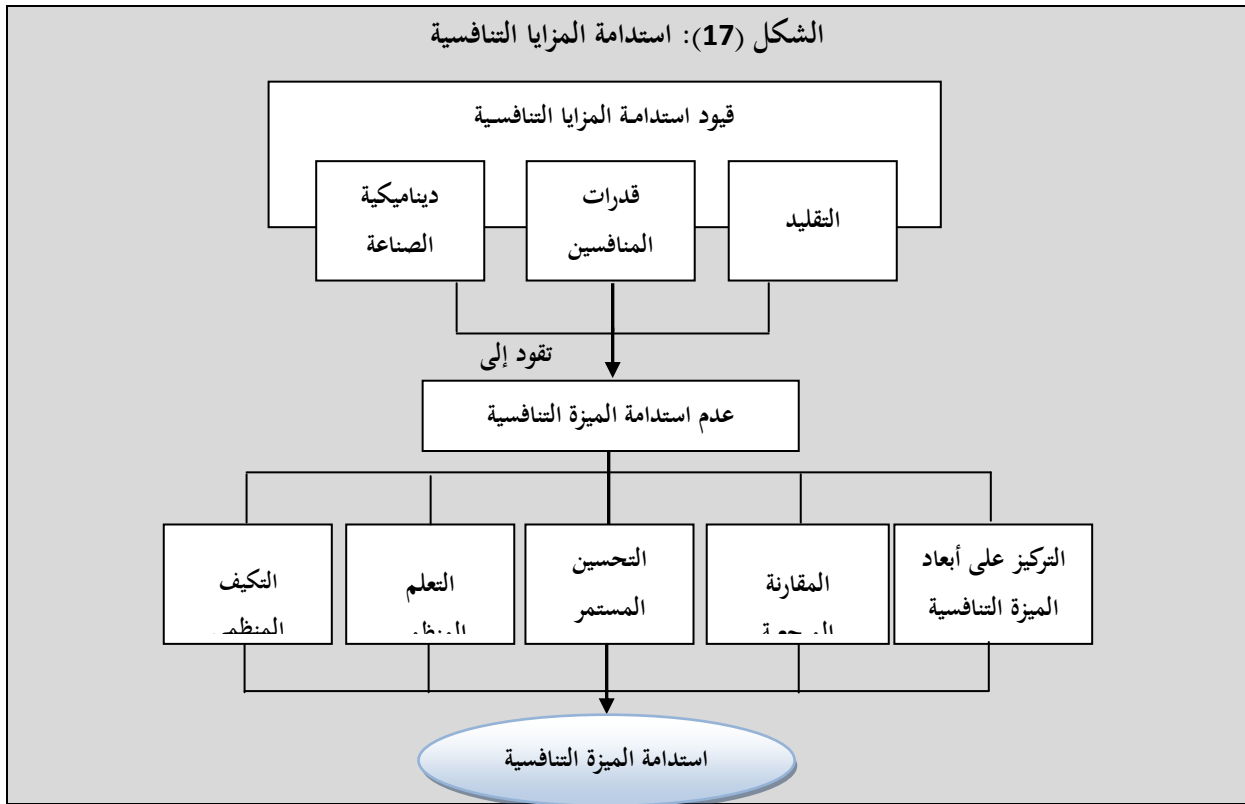 الشكل (17): استدامة المزايا التنافسية
قيود استدامة المزايا التنافسية
التقليد
قدرات
المنافسين
ديناميكية
الصناعة
تقود إلى
عدم استدامة الميزة التنافسية
التركيز على أبعاد
الميزة التنافسية
المقارنة
التحسين
المستمر
التعلم
التكيف
المنظمي
استدامة الميزة التنافسية